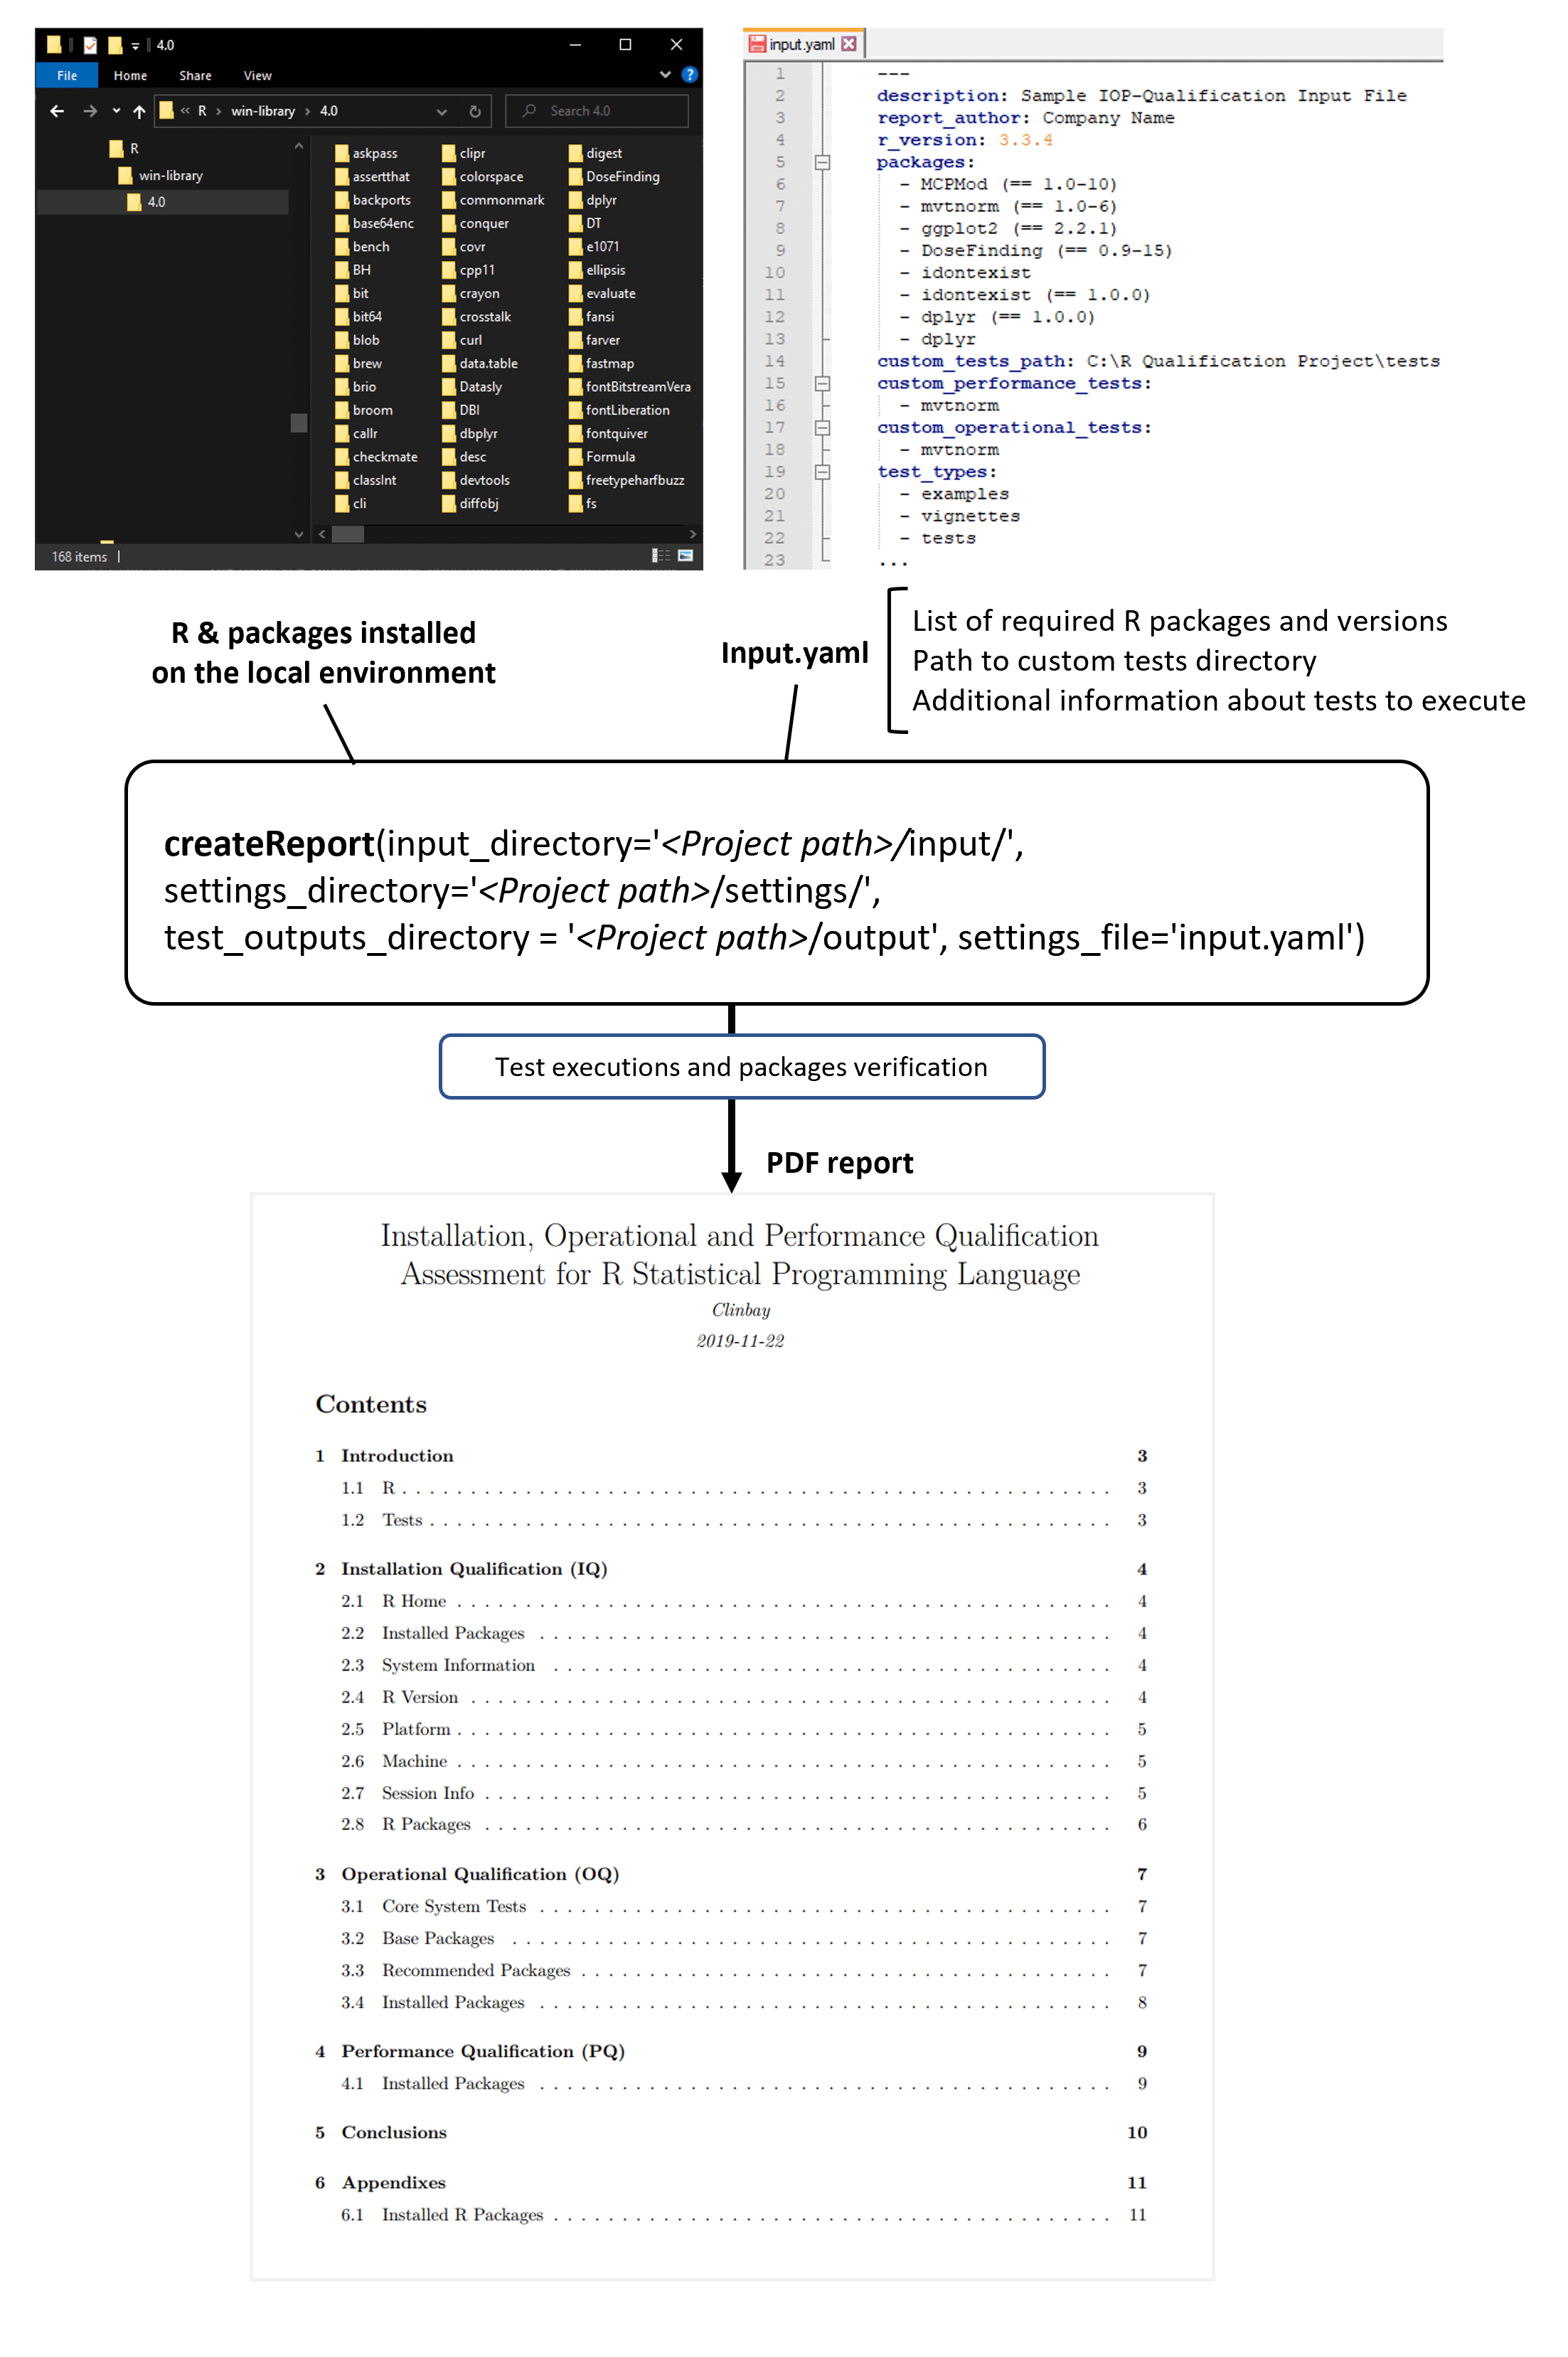 4.0
File Home Share View
« R › win-library › 4.0
Search 4.0
R
win-library
4.0
askpass clipr digest
assertthat colorspace DoseFinding
backports commonmark dplyr
base64enc conquer DT
bench covr e1071
BH cpp11 ellipsis
bit crayon evaluate
bit64 crosstalk fansi
blob curl farver
brew data.table fastmap
brio Datasly fontBitstreamVera
broom DBI fontLiberation
callr dbplyr fontquiver
checkmate desc Formula
classInt devtools freetypeharfbuzz
cli diffobj fs
168 items
input.yaml
1 ---
2 description: Sample IOP-Qualification Input File
3 report_author: Company Name
4 r_version: 3.3.4
5 packages:
6 - MCPMod (== 1.0-10)
7 - mvtnorm (== 1.0-6)
8 - ggplot2 (== 2.2.1)
9 - DoseFinding (== 0.9-15)
10 - idontexist
11 - idontexist (== 1.0.0)
12 - dplyr (== 1.0.0)
13 - dplyr
14 custom_tests_path: C:\R Qualification Project\tests
15 custom_performance_tests:
16 - mvtnorm
17 custom_operational_tests:
18 - mvtnorm
19 test_types:
20 - examples
21 - vignettes
22 - tests
23 ...
R & packages installed
on the local environment
Input.yaml
List of required R packages and versions
Path to custom tests directory
Additional information about tests to execute
createReport(input_directory='<Project path>/input/',
settings_directory='<Project path>/settings/',
test_outputs_directory = '<Project path>/output', settings_file='input.yaml')
Test executions and packages verification
PDF report
Installation, Operational and Performance Qualification
Assessment for R Statistical Programming Language
Clinbay
2019-11-22
Contents
1 Introduction 3
1.1 R . . . . . . . . . . 3
1.2 Tests . . . . . . . . . . 3
2 Installation Qualification (IQ) 4
2.1 R Home . . . . . . . . . . 4
2.2 Installed Packages . . . . . . . . . . 4
2.3 System Information . . . . . . . . . . 4
2.4 R Version . . . . . . . . . . 4
2.5 Platform . . . . . . . . . . 5
2.6 Machine . . . . . . . . . . 5
2.7 Session Info . . . . . . . . . . 5
2.8 R Packages . . . . . . . . . . 6
3 Operational Qualification (OQ) 7
3.1 Core System Tests . . . . . . . . . . 7
3.2 Base Packages . . . . . . . . . . 7
3.3 Recommended Packages . . . . . . . . . . 7
3.4 Installed Packages . . . . . . . . . . 8
4 Performance Qualification (PQ) 9
4.1 Installed Packages . . . . . . . . . . 9
5 Conclusions 10
6 Appendixes 11
6.1 Installed R Packages . . . . . . . . . . 11